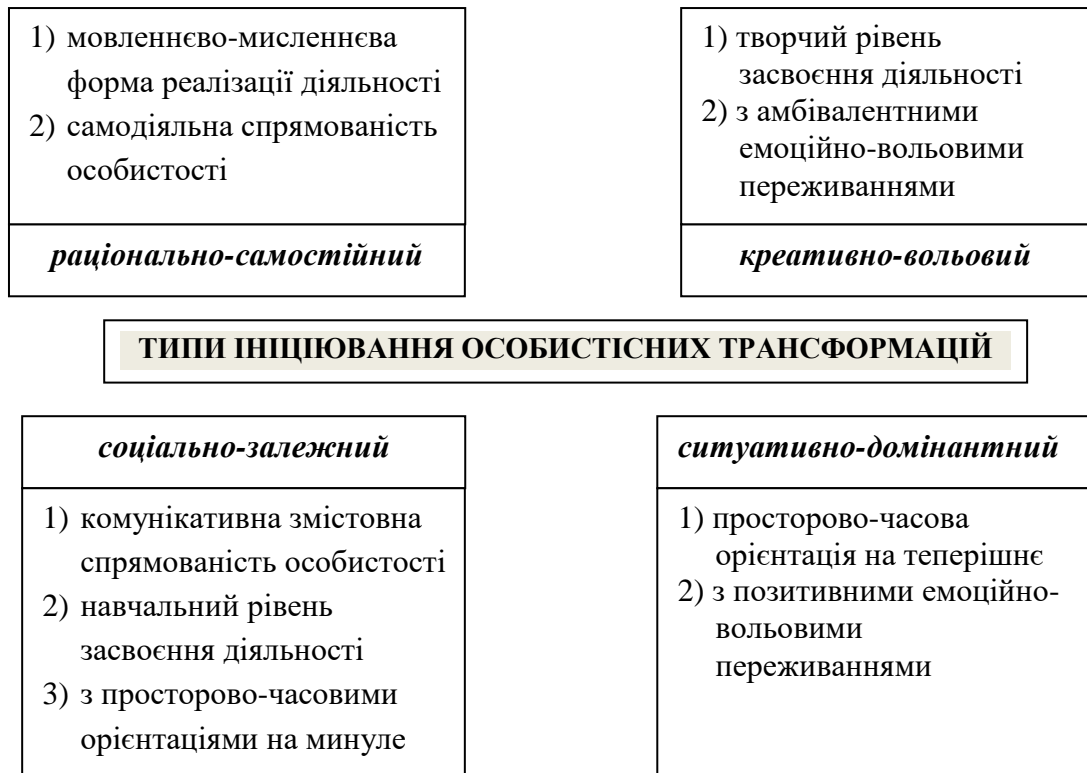 1) мовленнєво-мисленнєва
форма реалізації діяльності
2) самодіяльна спрямованість
особистості
раціонально-самостійний
1) творчий рівень
засвоєння діяльності
2) з амбівалентними
емоційно-вольовими
переживаннями
креативно-вольовий
ТИПИ ІНІЦІЮВАННЯ ОСОБИСТІСНИХ ТРАНСФОРМАЦІЙ
соціально-залежний
1) комунікативна змістовна
спрямованість особистості
2) навчальний рівень
засвоєння діяльності
3) з просторово-часовими
орієнтаціями на минуле
ситуативно-домінантний
1) просторово-часова
орієнтація на теперішнє
2) з позитивними емоційно-
вольовими
переживаннями